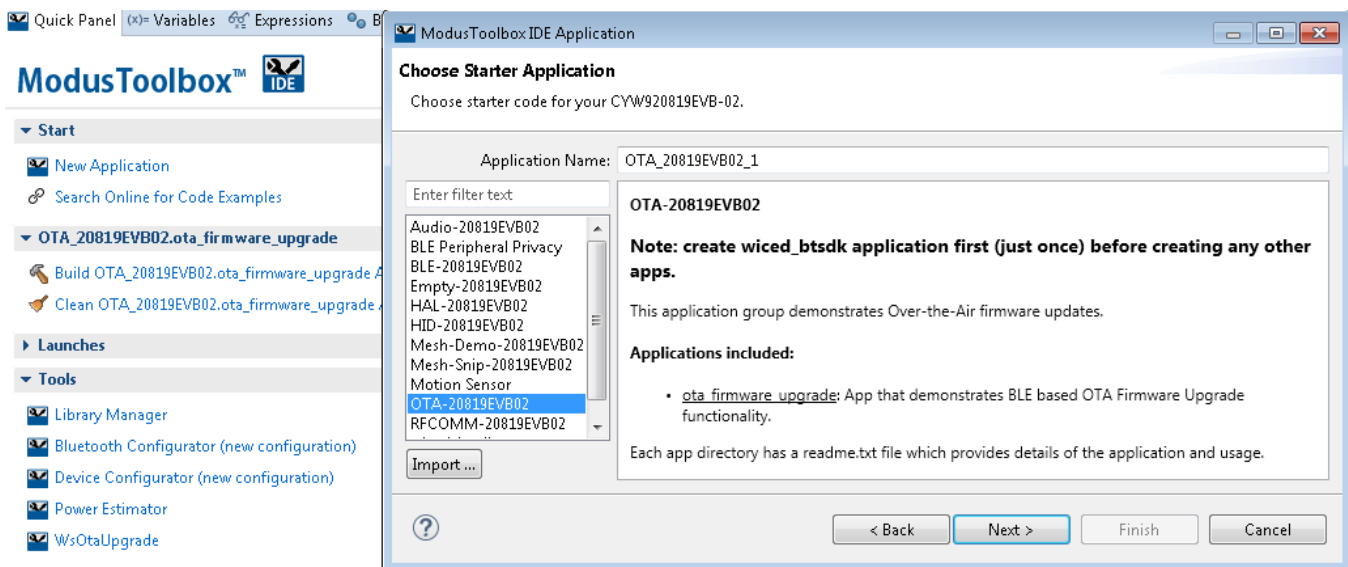 Quick Panel (x)= Variables Expressions B
ModusToolbox™ IDE
Start
New Application
Search Online for Code Examples
OTA_20819EVB02.ota_firmware_upgrade
Build OTA_20819EVB02.ota_firmware_upgrade A
Clean OTA_20819EVB02.ota_firmware_upgrade
Launches
Tools
Library Manager
Bluetooth Configurator (new configuration)
Device Configurator (new configuration)
Power Estimator
WsOtaUpgrade
ModusToolbox IDE Application
Choose Starter Application
Choose starter code for your CYW920819EVB-02.
Application Name: OTA_20819EVB02_1
Enter filter text
Audio-20819EVB02
BLE Peripheral Privacy
BLE-20819EVB02
Empty-20819EVB02
HAL-20819EVB02
HID-20819EVB02
Mesh-Demo-20819EVB02
Mesh-Snip-20819EVB02
Motion Sensor
OTA-20819EVB02
RFCOMM-20819EVB02
Import ...
OTA-20819EVB02
Note: create wiced_btsdk application first (just once) before creating any other
apps.
This application group demonstrates Over-the-Air firmware updates.
Applications included:
• ota_firmware_upgrade: App that demonstrates BLE based OTA Firmware Upgrade
functionality.
Each app directory has a readme.txt file which provides details of the application and usage.
? < Back Next > Finish Cancel